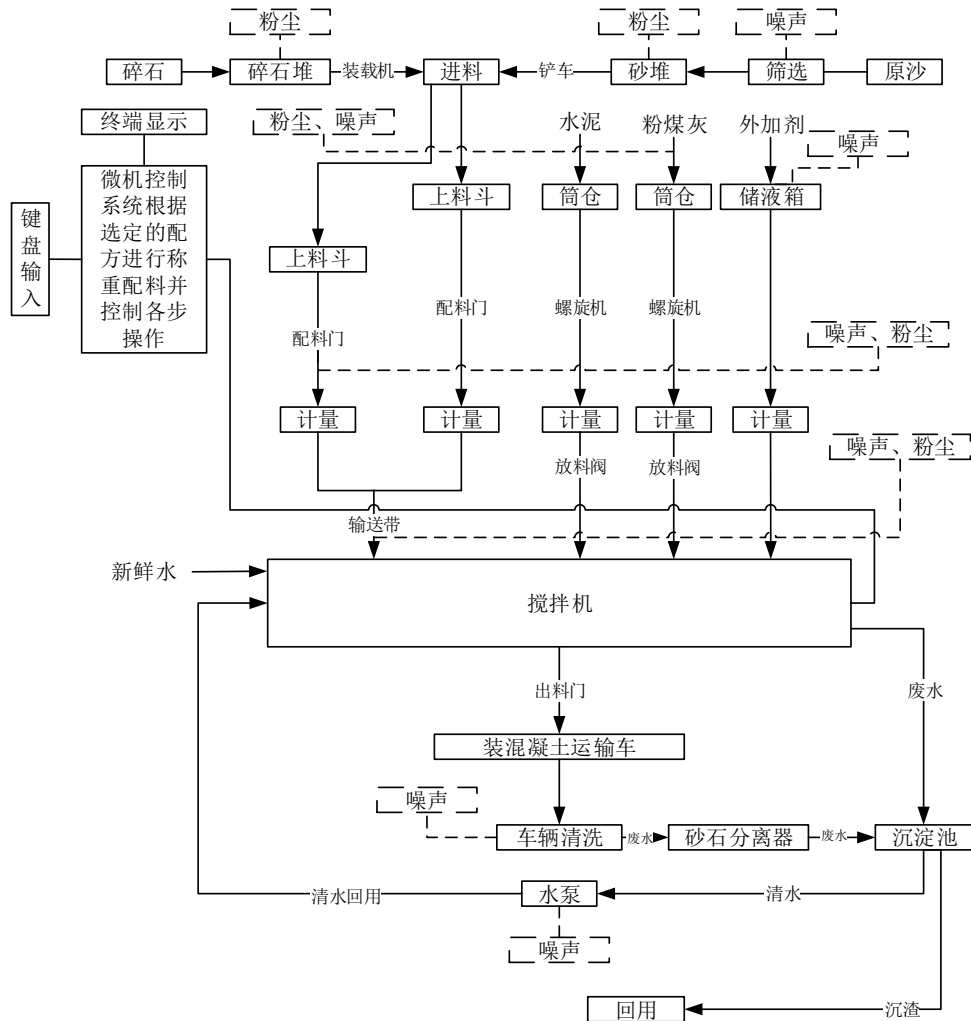 粉尘
粉尘
噪声
碎石
碎石堆
装载机
进料
铲车
砂堆
筛选
原沙
终端显示
粉尘、噪声
水泥
粉煤灰
外加剂
噪声
键盘输入
微机控制
系统根据
选定的配
方进行称
重配料并
控制各步
操作
上料斗
筒仓
筒仓
储液箱
上料斗
配料门
配料门
螺旋机
螺旋机
噪声、粉尘
计量
计量
计量
计量
计量
放料阀
放料阀
噪声、粉尘
输送带
新鲜水
搅拌机
出料门
废水
装混凝土运输车
噪声
车辆清洗
废水
砂石分离器
废水
沉淀池
清水回用
水泵
清水
噪声
回用
沉渣